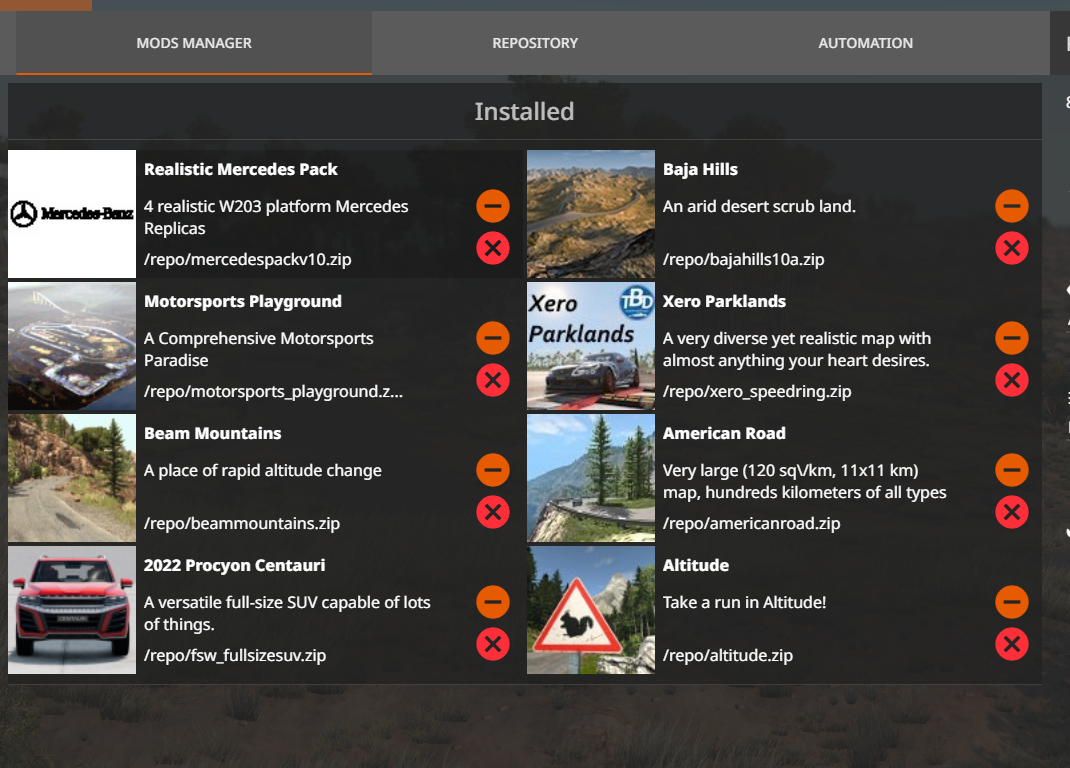 MODS MANAGER
REPOSITORY
AUTOMATION
Installed
Mercedes-Benz
Realistic Mercedes Pack
4 realistic W203 platform Mercedes
Replicas
/repo/mercedespackv10.zip
Baja Hills
An arid desert scrub land.
/repo/bajahills10a.zip
Motorsports Playground
A Comprehensive Motorsports
Paradise
/repo/motorsports_playground.z...
Xero
Parklands
TBD
Xero Parklands
A very diverse yet realistic map with
almost anything your heart desires.
/repo/xero_speedring.zip
Beam Mountains
A place of rapid altitude change
/repo/beammountains.zip
American Road
Very large (120 sq\/km, 11x11 km)
map, hundreds kilometers of all types
/repo/americanroad.zip
CENTAURI
2022 Procyon Centauri
A versatile full-size SUV capable of lots
of things.
/repo/fsw_fullsizesuv.zip
Altitude
Take a run in Altitude!
/repo/altitude.zip